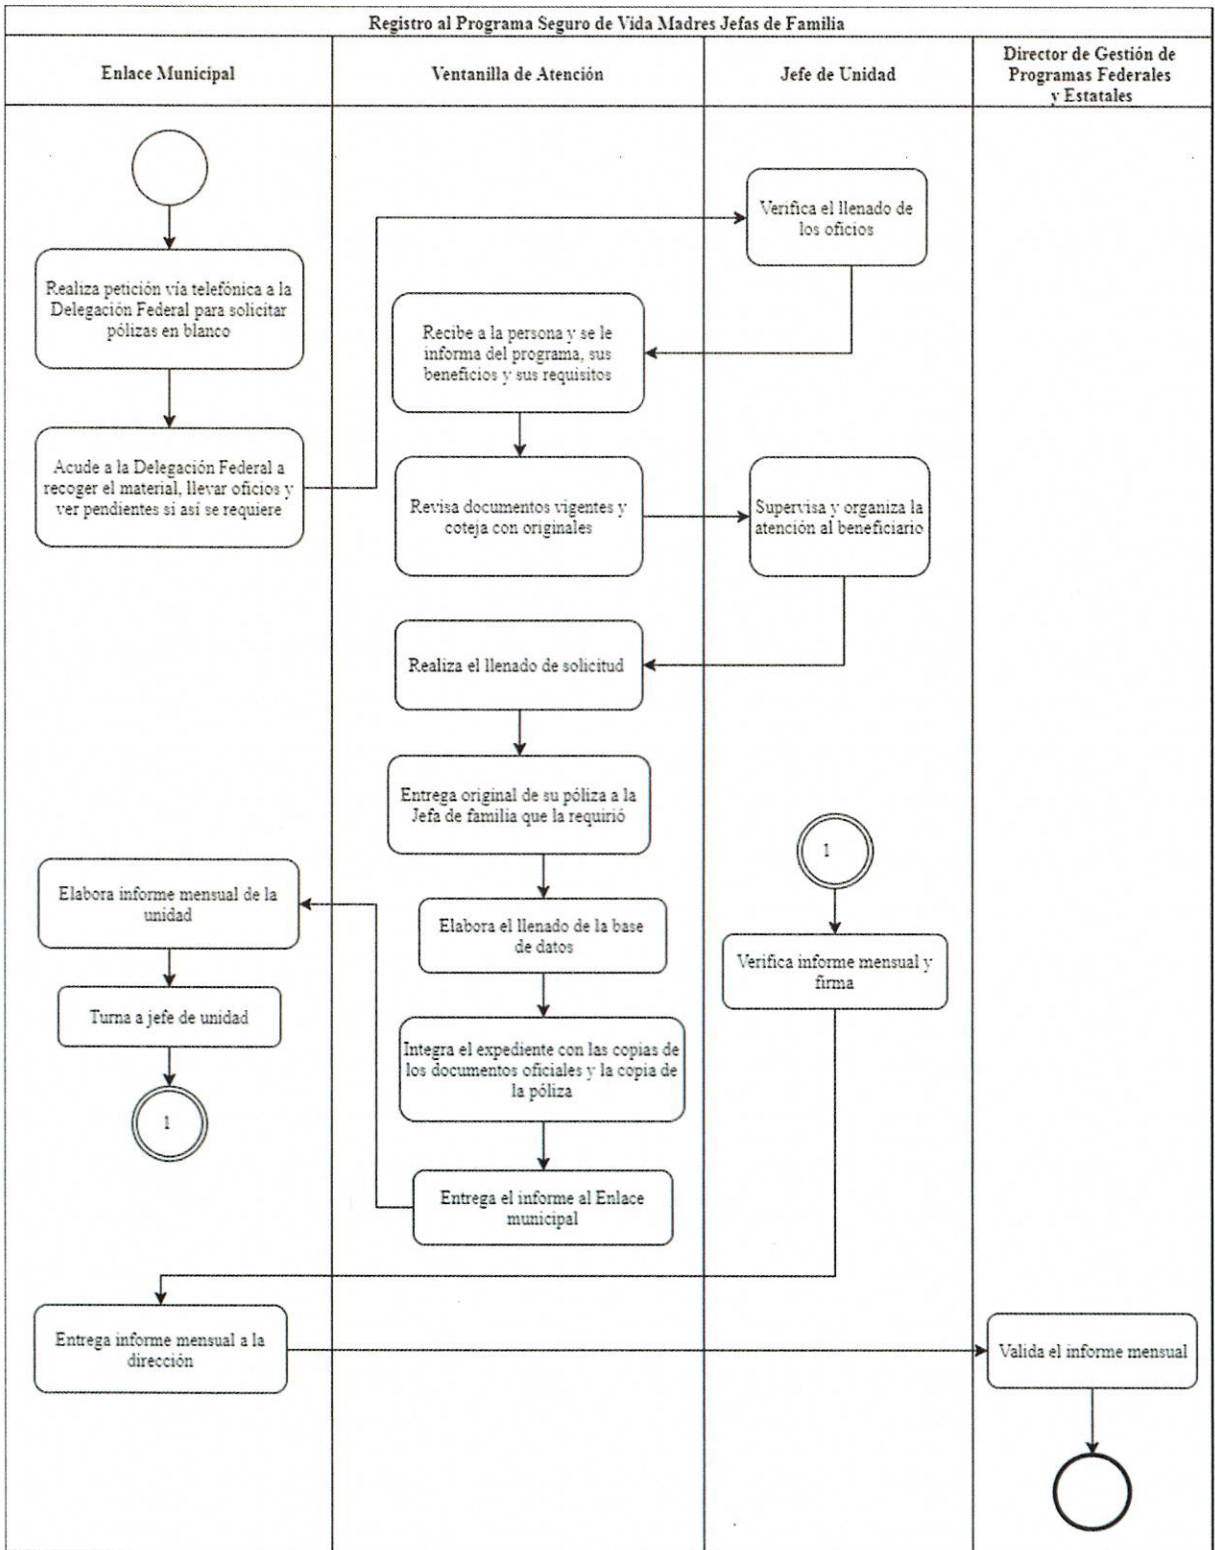 Registro al Programa Seguro de Vida Madres Jefas de Familia
Enlace Municipal
Ventanilla de Atención
Jefe de Unidad
Director de Gestión de
Programas Federales
y Estatales
Realiza petición vía telefónica a la
Delegación Federal para solicitar
pólizas en blanco
Acude a la Delegación Federal a
recoger el material, llevar oficios y
ver pendientes si así se requiere
Verifica el llenado de
los oficios
Recibe a la persona y se le
informa del programa, sus
beneficios y sus requisitos
Revisa documentos vigentes y
coteja con originales
Supervisa y organiza la
atención al beneficiario
Realiza el llenado de solicitud
Entrega original de su póliza a la
Jefa de familia que la requirió
Elabora el llenado de la base
de datos
Integra el expediente con las copias de
los documentos oficiales y la copia de
la póliza
Entrega el informe al Enlace
municipal
Elabora informe mensual de la
unidad
Turna a jefe de unidad
1
1
Verifica informe mensual y
firma
Entrega informe mensual a la
dirección
Valida el informe mensual